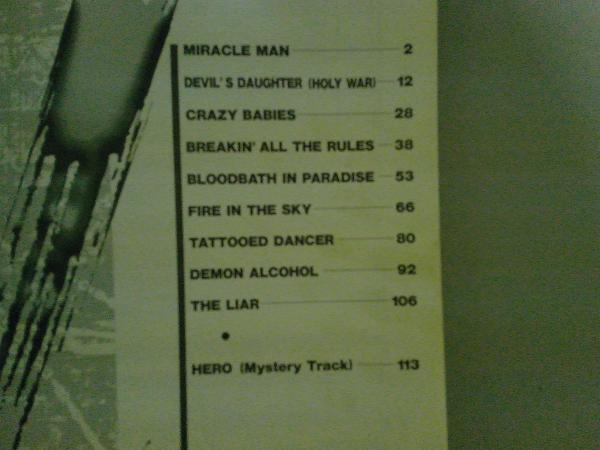 MIRACLE MAN 2
DEVIL'S DAUGHTER (HOLY WAR) 12
CRAZY BABIES 28
BREAKIN' ALL THE RULES 38
BLOODBATH IN PARADISE 53
FIRE IN THE SKY 66
TATTOOED DANCER 80
DEMON ALCOHOL 92
THE LIAR 106
•
HERO (Mystery Track) 113